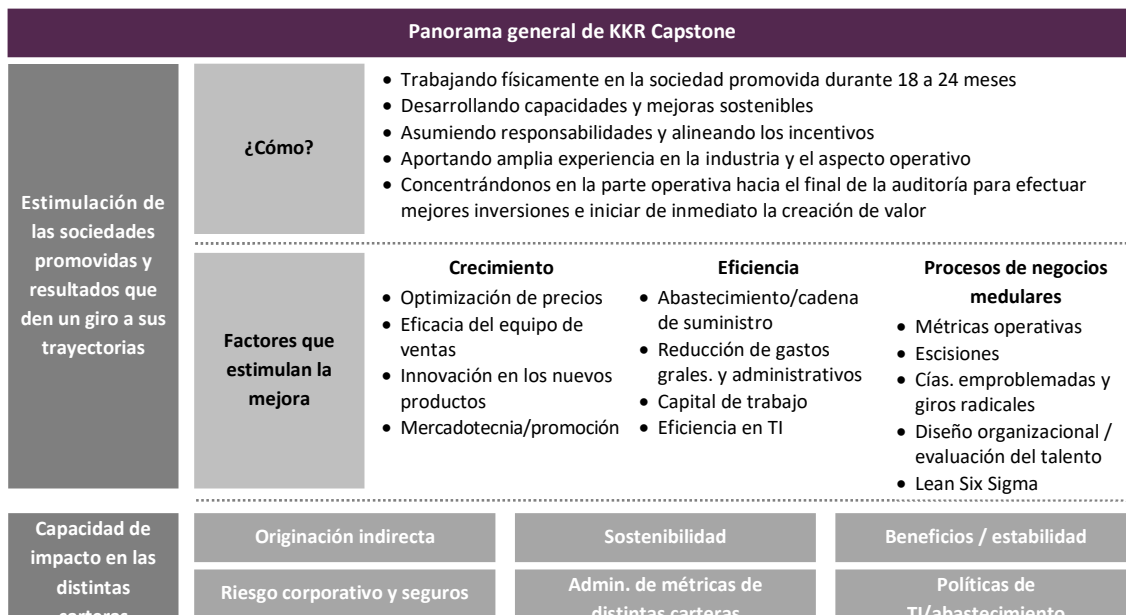 Panorama general de KKR Capstone
Estimulación de
las sociedades
promovidas y
resultados que
den un giro a sus
trayectorias
¿Cómo?
• Trabajando físicamente en la sociedad promovida durante 18 a 24 meses
• Desarrollando capacidades y mejoras sostenibles
• Asumiendo responsabilidades y alineando los incentivos
• Aportando amplia experiencia en la industria y el aspecto operativo
• Concentrándonos en la parte operativa hacia el final de la auditoría para efectuar
mejores inversiones e iniciar de inmediato la creación de valor
Factores que
estimulan la
mejora
Crecimiento
• Optimización de precios
• Eficacia del equipo de
ventas
• Innovación en los nuevos
productos
• Mercadotecnia/promoción
Eficiencia
• Abastecimiento/cadena
de suministro
• Reducción de gastos
grales. y administrativos
• Capital de trabajo
• Eficiencia en TI
Procesos de negocios
medulares
• Métricas operativas
• Escisiones
• Cías. emproblemadas y
giros radicales
• Diseño organizacional /
evaluación del talento
• Lean Six Sigma
Capacidad de
impacto en las
distintas
carteras
Originación indirecta
Sostenibilidad
Beneficios / estabilidad
Riesgo corporativo y seguros
Admin. de métricas de
distintas carteras
Políticas de
TI/abastecimiento